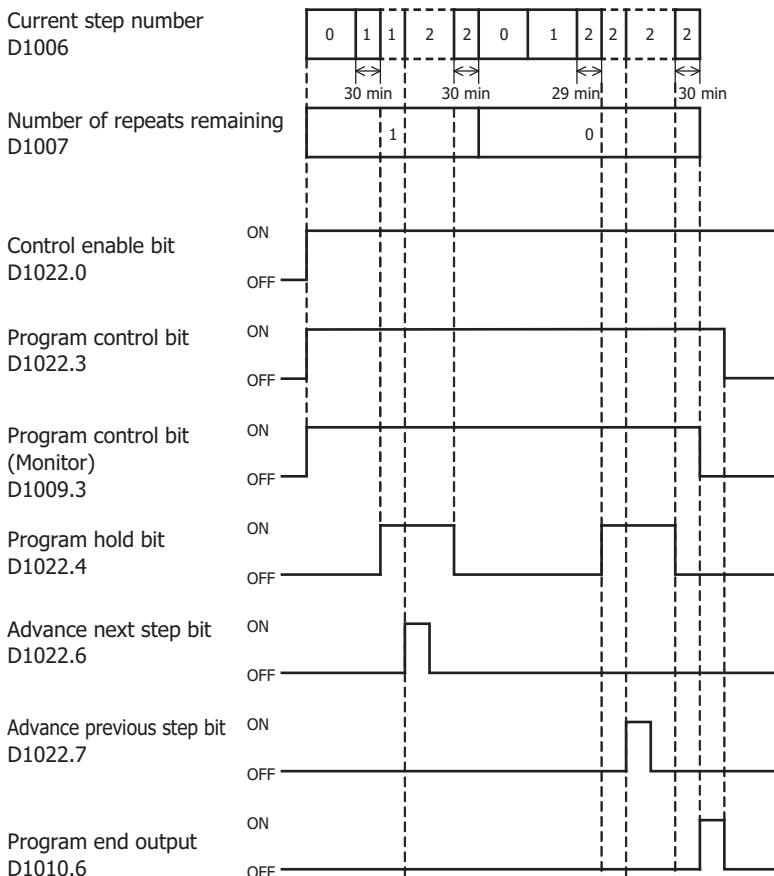 Current step number
D1006
0 1 1 2 2 0 1 2 2 2 2
30 min 30 min 29 min 30 min
Number of repeats remaining
D1007
1 0
Control enable bit
D1022.0
ON
OFF
Program control bit
D1022.3
ON
OFF
Program control bit
(Monitor)
D1009.3
ON
OFF
Program hold bit
D1022.4
ON
OFF
Advance next step bit
D1022.6
ON
OFF
Advance previous step bit
D1022.7
ON
OFF
Program end output
D1010.6
ON
OFF